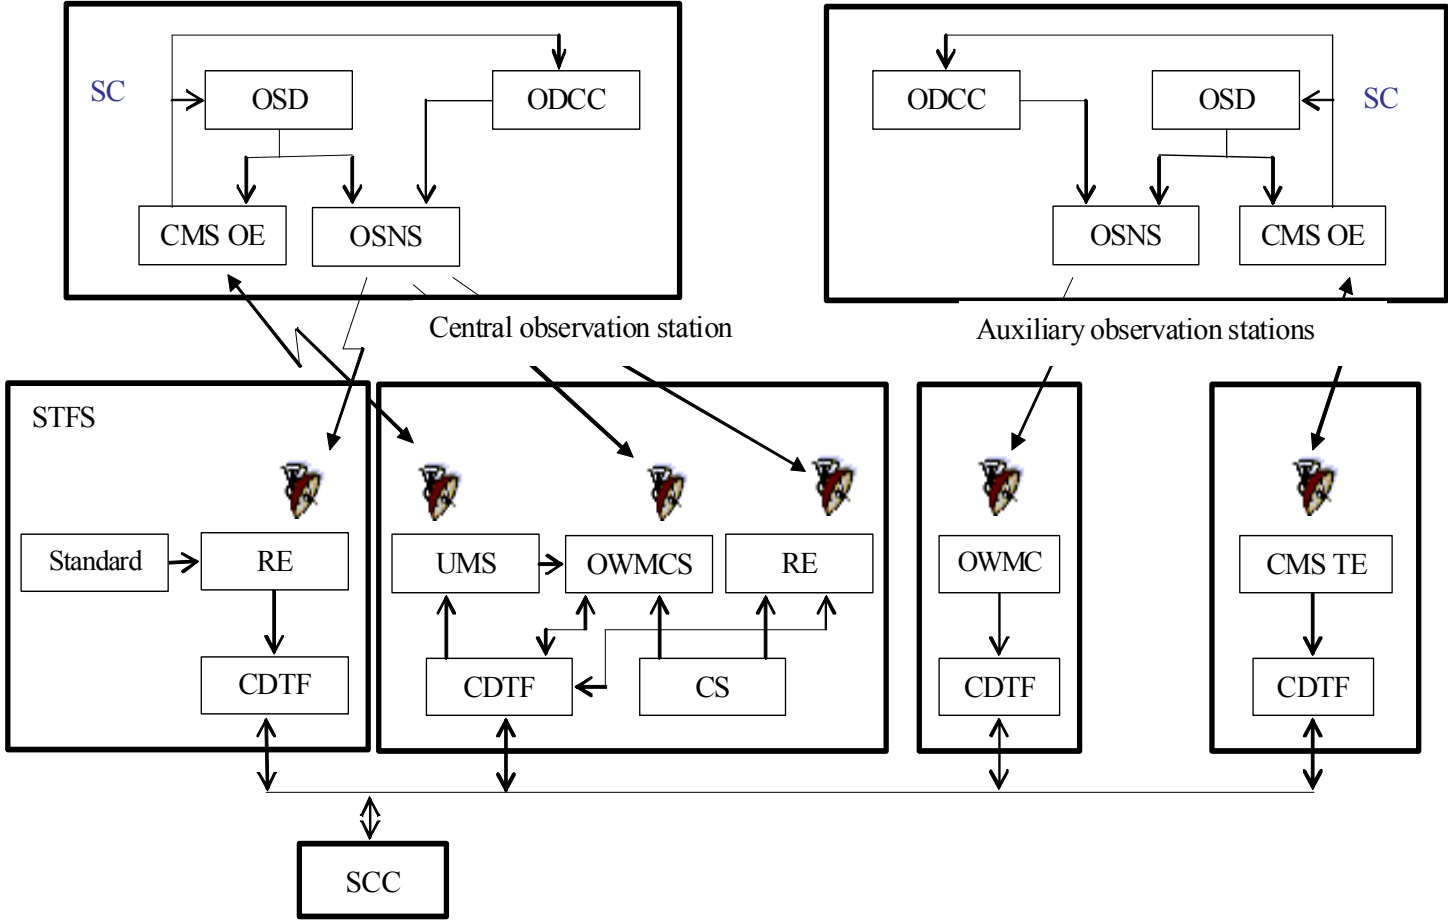 SC
OSD
ODCC
CMS OE
OSNS
ODCC
OSD
SC
OSNS
CMS OE
Central observation station
Auxiliary observation stations
STFS
Standard
RE
UMS
OWMCS
RE
OWMC
CMS TE
CDTF
CDTF
CS
CDTF
CDTF
SCC